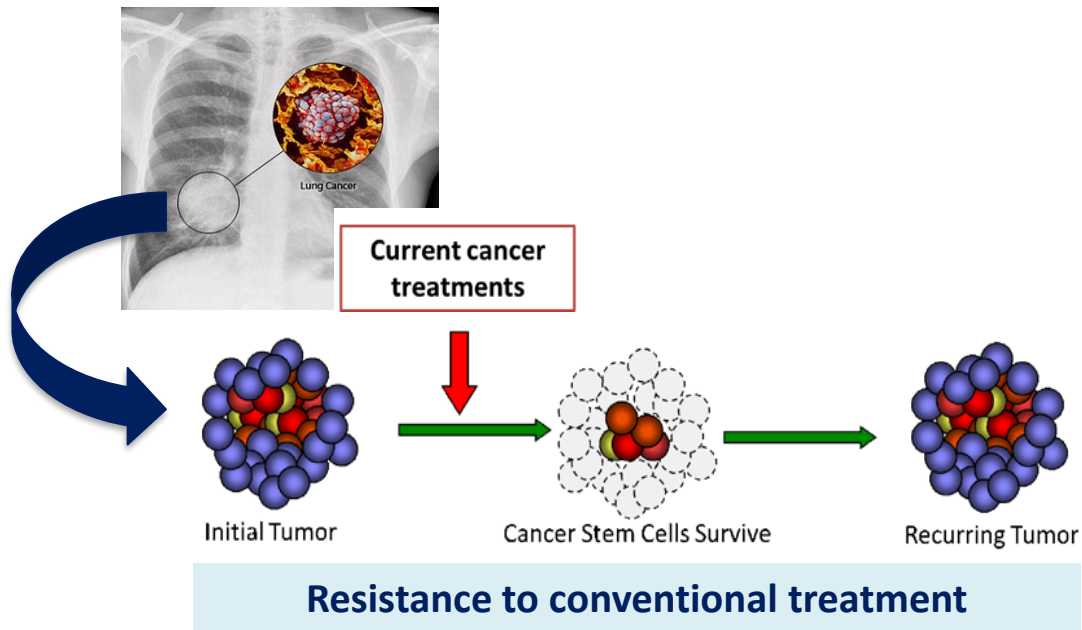 Lung Cancer
Current cancer
treatments
Initial Tumor
Cancer Stem Cells Survive
Recurring Tumor
Resistance to conventional treatment